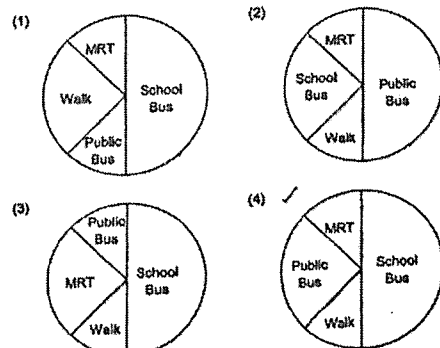 (1)
MRT
School
Bus
Walk
Public
Bus
(2)
MRT
School
Bus
Public
Bus
Walk
(3)
Public
Bus
MRT
School
Bus
Walk
(4)
MRT
Public
Bus
School
Bus
Walk